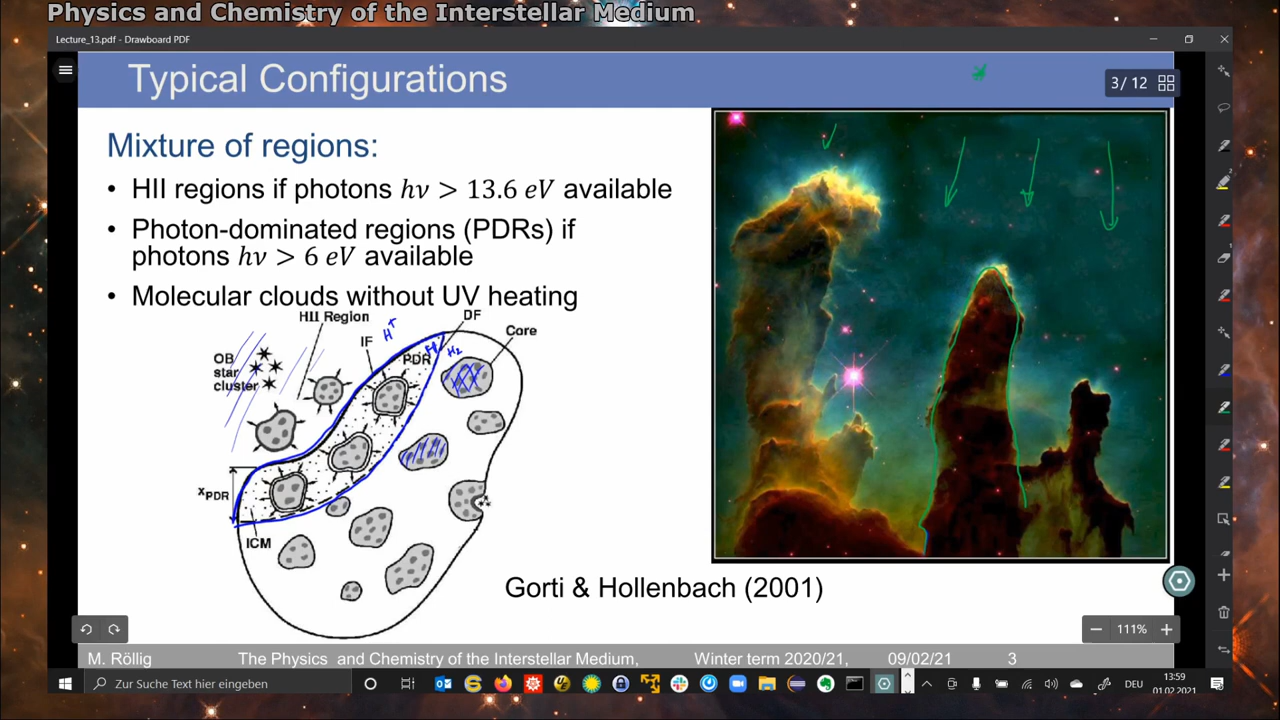 Physics and Chemistry of the Interstellar Medium
Lecture_13.pdf - Drawboard PDF
Typical Configurations
3/12
Mixture of regions:
• HII regions if photons hν > 13.6 eV available
• Photon-dominated regions (PDRs) if
photons hν > 6 eV available
• Molecular clouds without UV heating
HII Region
DF
H⁺
IF
Core
OB
star
cluster
PDR
H₂
xPDR
ICM
Gorti & Hollenbach (2001)
111%
M. Röllig The Physics and Chemistry of the Interstellar Medium, Winter term 2020/21, 09/02/21 3
Zur Suche Text hier eingeben
DEU
13:59
01.02.2021